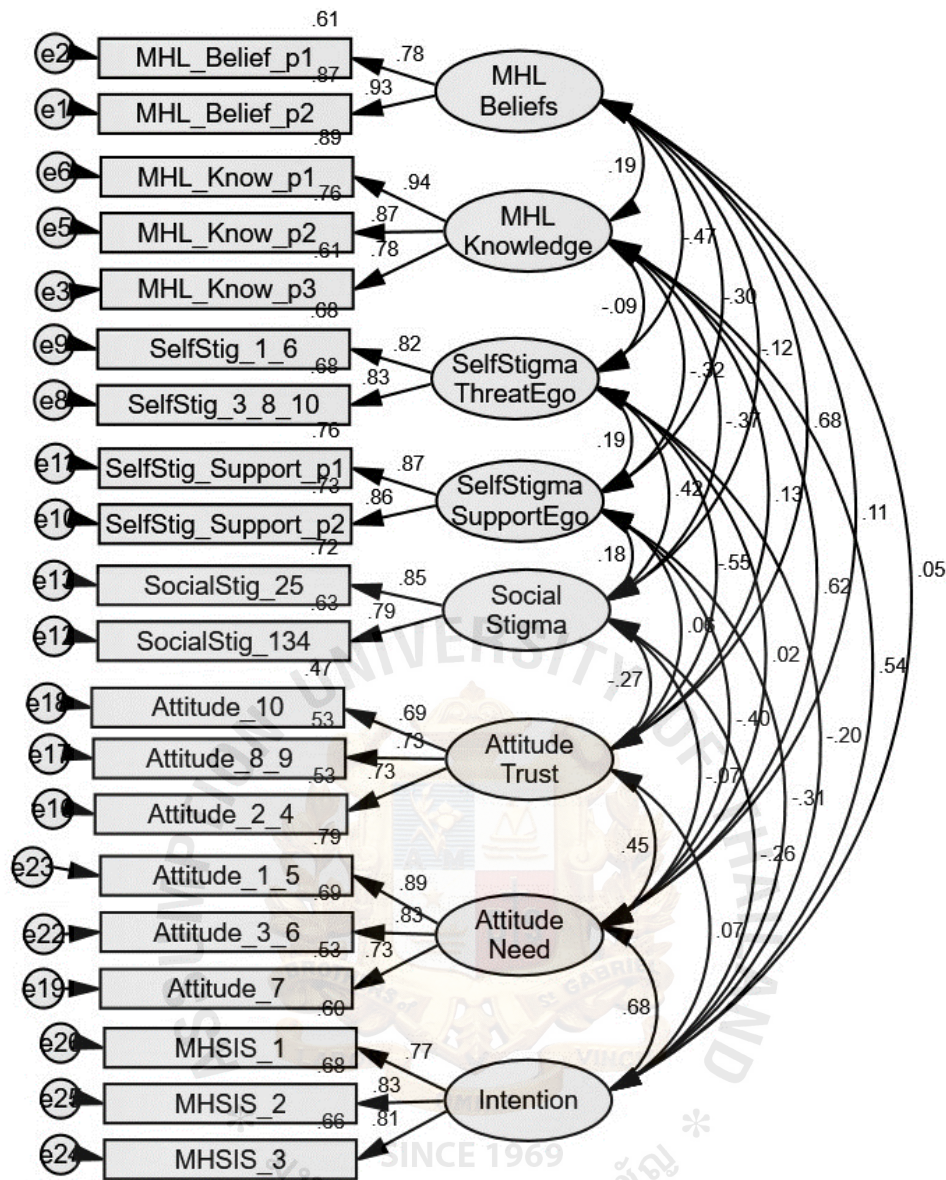 .61
e2
MHL_Belief_p1
.78
.87
e1
MHL_Belief_p2
.93
MHL
Beliefs
.89
e6
MHL_Know_p1
.94
.76
e5
MHL_Know_p2
.87
.61
e3
MHL_Know_p3
.78
MHL
Knowledge
.68
e9
SelfStig_1_6
.82
.68
e8
SelfStig_3_8_10
.83
SelfStigma
ThreatEgo
.76
e11
SelfStig_Support_p1
.87
.73
e10
SelfStig_Support_p2
.86
SelfStigma
SupportEgo
.72
e13
SocialStig_25
.85
.63
e12
SocialStig_134
.79
Social
Stigma
.47
e18
Attitude_10
.69
.53
e17
Attitude_8_9
.73
.53
e16
Attitude_2_4
.73
Attitude
Trust
.79
e23
Attitude_1_5
.89
.69
e22
Attitude_3_6
.83
.53
e19
Attitude_7
.73
Attitude
Need
.60
e26
MHSIS_1
.77
.68
e25
MHSIS_2
.83
.66
e24
MHSIS_3
.81
Intention
.19
-.47
-.30
-.09
-.12
-.32
.68
-.37
.19
.42
.13
.11
.18
-.55
.62
.05
.06
.02
.54
-.27
-.40
-.20
-.07
-.31
.45
-.26
.07
.68
ASSUMPTION UNIVERSITY OF THAILAND
SINCE 1969